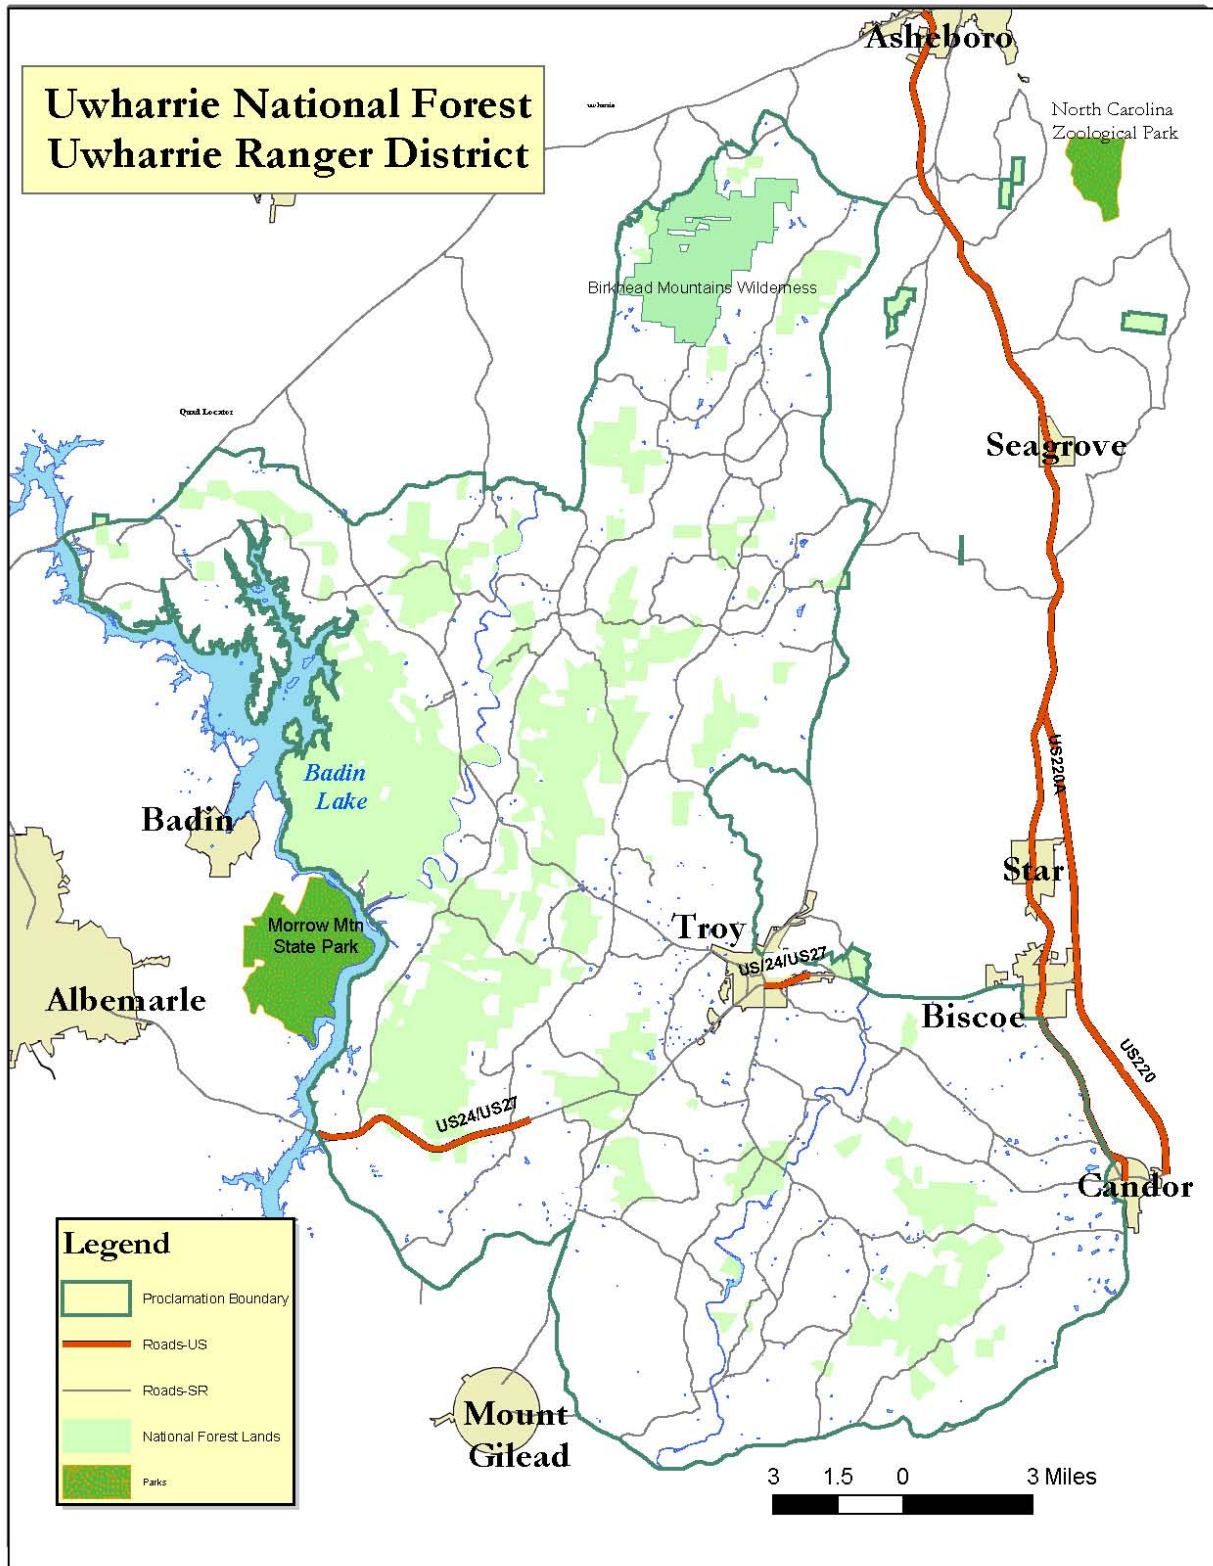 Asheboro
Uwharrie National Forest
Uwharrie Ranger District
North Carolina
Zoological Park
Birkhead Mountains Wilderness
Quad Locator
Seagrove
US220A
Badin
Lake
Badin
Star
Troy
Morrow Mtn
State Park
US/24/US27
Albemarle
Biscoe
US220
US24/US27
Candor
Legend
Proclamation Boundary
Roads-US
Roads-SR
National Forest Lands
Parks
Mount
Gilead
3 1.5 0 3 Miles